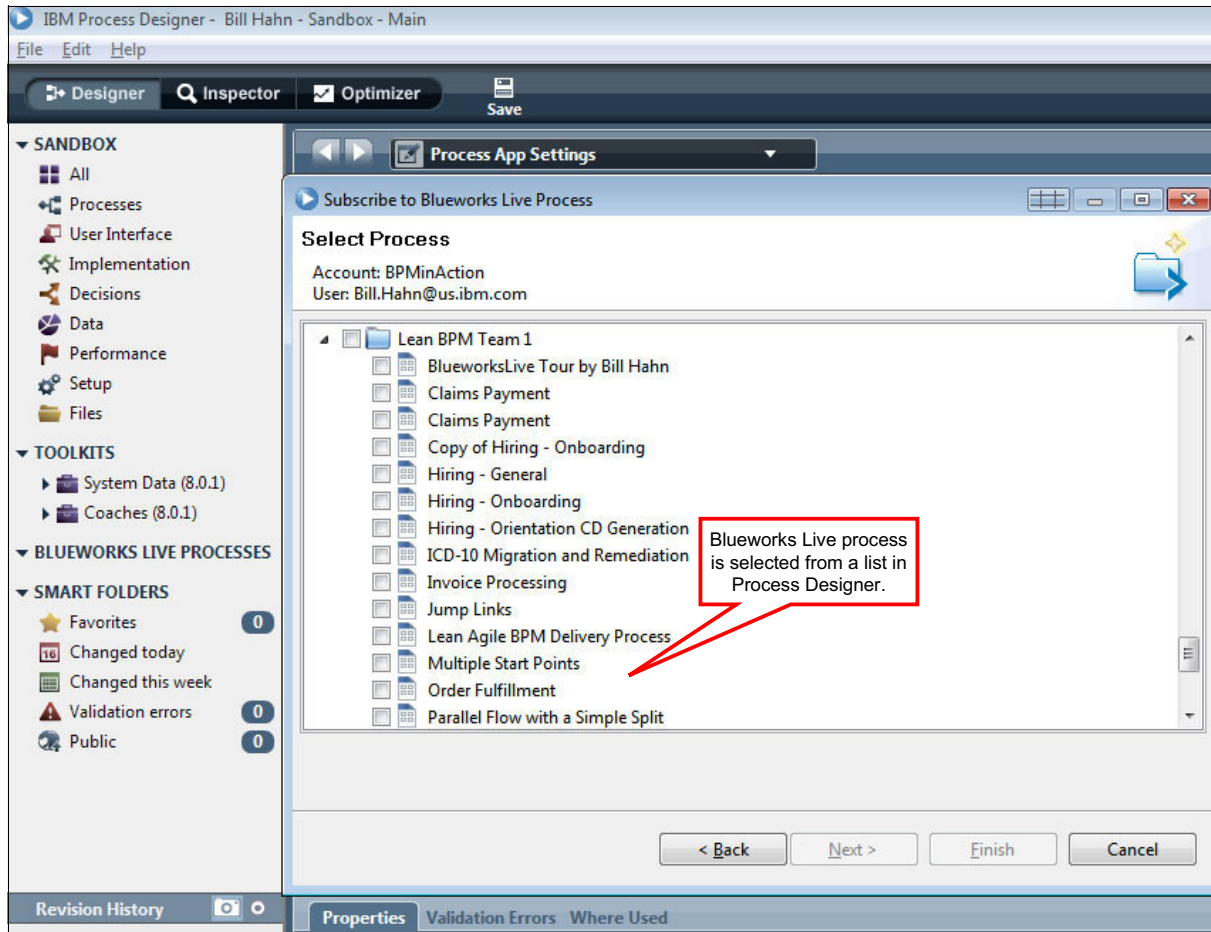 IBM Process Designer - Bill Hahn - Sandbox - Main
File Edit Help
Designer Inspector Optimizer Save
SANDBOX
All
Processes
User Interface
Implementation
Decisions
Data
Performance
Setup
Files
TOOLKITS
System Data (8.0.1)
Coaches (8.0.1)
BLUEWORKS LIVE PROCESSES
SMART FOLDERS
Favorites 0
16 Changed today
Changed this week
Validation errors 0
Public 0
Revision History
Process App Settings
Subscribe to Blueworks Live Process
Select Process
Account: BPMinAction
User: Bill.Hahn@us.ibm.com
Lean BPM Team 1
BlueworksLive Tour by Bill Hahn
Claims Payment
Claims Payment
Copy of Hiring - Onboarding
Hiring - General
Hiring - Onboarding
Hiring - Orientation CD Generation
ICD-10 Migration and Remediation
Invoice Processing
Jump Links
Lean Agile BPM Delivery Process
Multiple Start Points
Order Fulfillment
Parallel Flow with a Simple Split
Blueworks Live process
is selected from a list in
Process Designer.
< Back Next > Finish Cancel
Properties Validation Errors Where Used